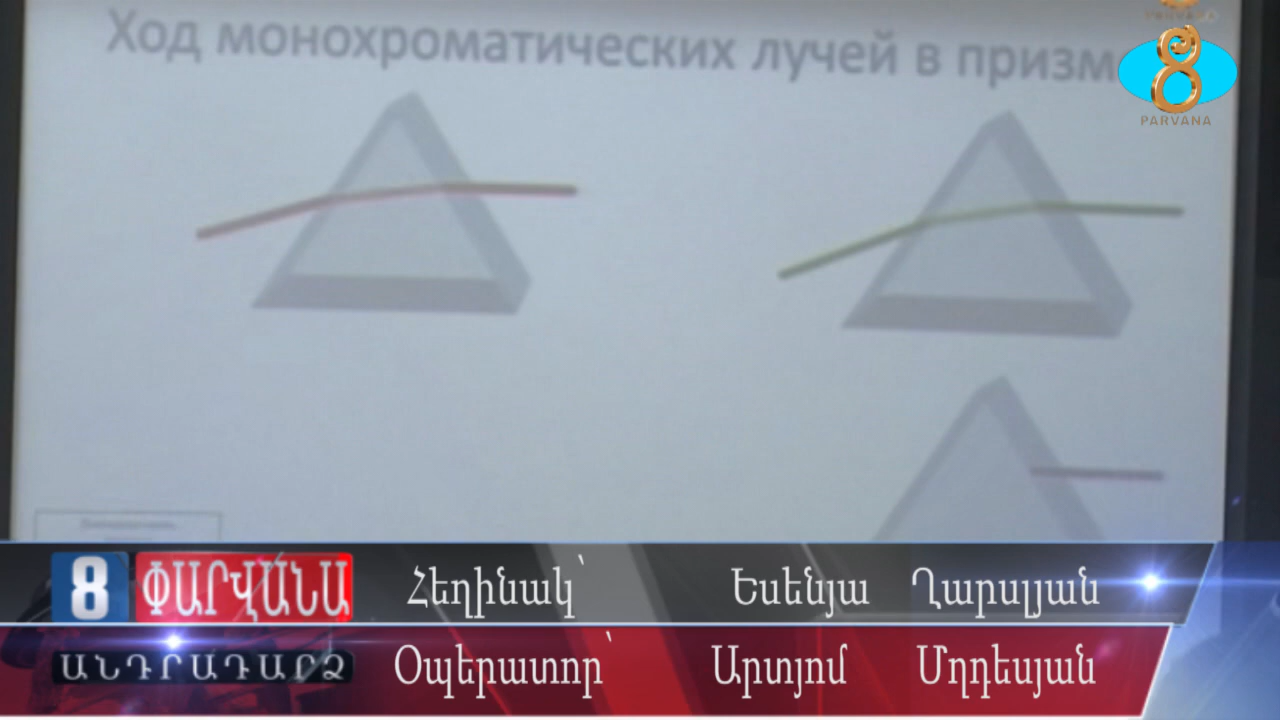 Ход монохроматических лучей в призм
8
PARVANA
8 ՓԱՐՎԱՆԱ
Հեղինակ՝ Եսենյա Ղարսլյան
ԱՆԴՐԱԴԱՐՁ
Օպերատոր՝ Արտյոմ Մղդեսյան